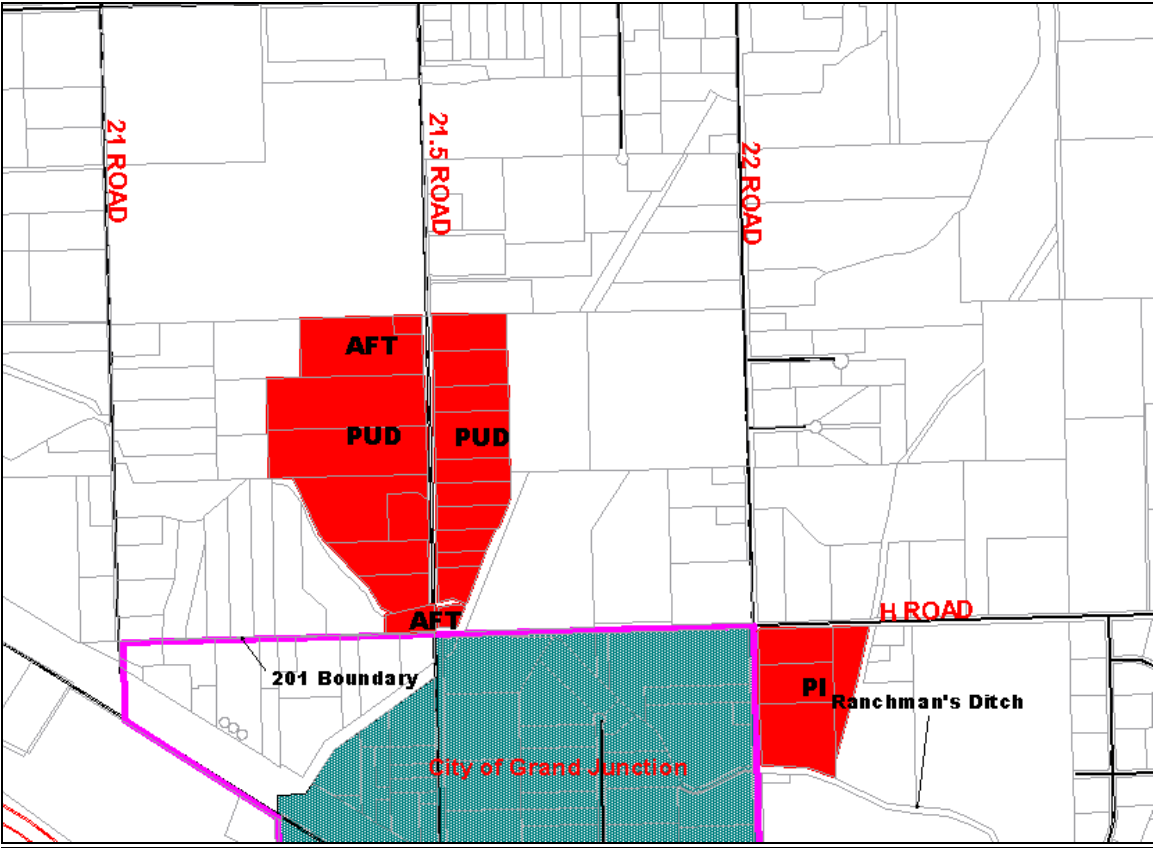 21 ROAD
21.5 ROAD
22 ROAD
AFT
PUD
PUD
AFT
H ROAD
201 Boundary
PI
Ranchman's Ditch
City of Grand Junction